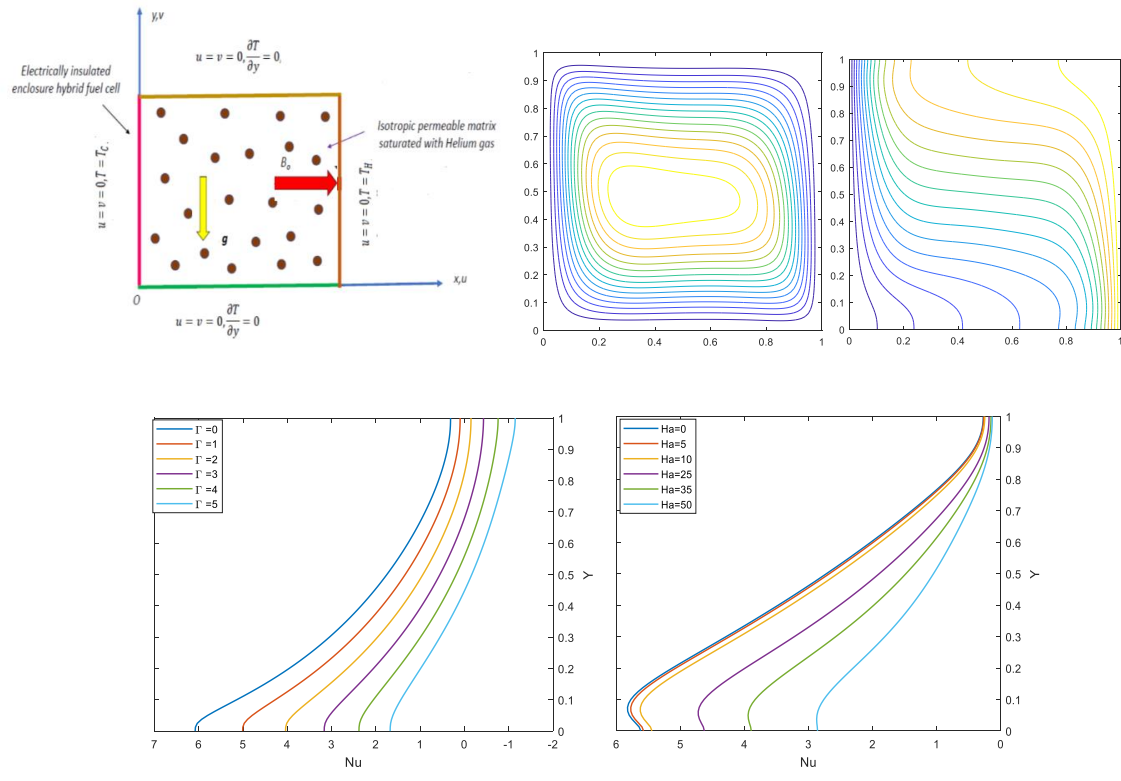 y,v
u = v = 0, ∂T/∂y = 0,
Electrically insulated
enclosure hybrid fuel cell
Isotropic permeable matrix
saturated with Helium gas
B₀
u = v = 0, T = T_C.
u = v = 0, T = T_H
g
O
x,u
u = v = 0, ∂T/∂y = 0
1
0.9
0.8
0.7
0.6
0.5
0.4
0.3
0.2
0.1
0
0 0.2 0.4 0.6 0.8 1
1
0.9
0.8
0.7
0.6
0.5
0.4
0.3
0.2
0.1
0
0 0.2 0.4 0.6 0.8 1
Γ =0
Γ =1
Γ =2
Γ =3
Γ =4
Γ =5
1
0.9
0.8
0.7
0.6
0.5
0.4
0.3
0.2
0.1
0
Y
7 6 5 4 3 2 1 0 -1 -2
Nu
Ha=0
Ha=5
Ha=10
Ha=25
Ha=35
Ha=50
1
0.9
0.8
0.7
0.6
0.5
0.4
0.3
0.2
0.1
0
Y
6 5 4 3 2 1 0
Nu